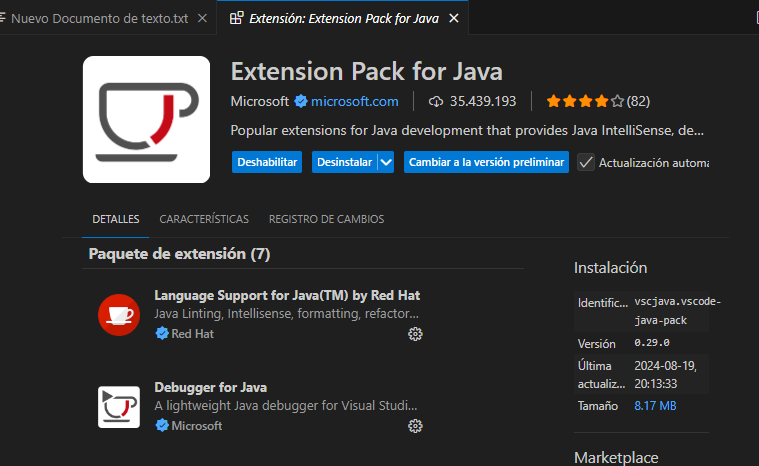 Nuevo Documento de texto.txt
Extensión: Extension Pack for Java
Extension Pack for Java
Microsoft microsoft.com 35.439.193 (82)
Popular extensions for Java development that provides Java IntelliSense, de...
Deshabilitar Desinstalar Cambiar a la versión preliminar Actualización automa
DETALLES CARACTERÍSTICAS REGISTRO DE CAMBIOS
Paquete de extensión (7)
Language Support for Java(TM) by Red Hat
Java Linting, Intellisense, formatting, refactor...
Red Hat
Debugger for Java
A lightweight Java debugger for Visual Studi...
Microsoft
Instalación
Identific... vscjava.vscode-
java-pack
Versión 0.29.0
Última 2024-08-19,
actualiz... 20:13:33
Tamaño 8.17 MB
Marketplace